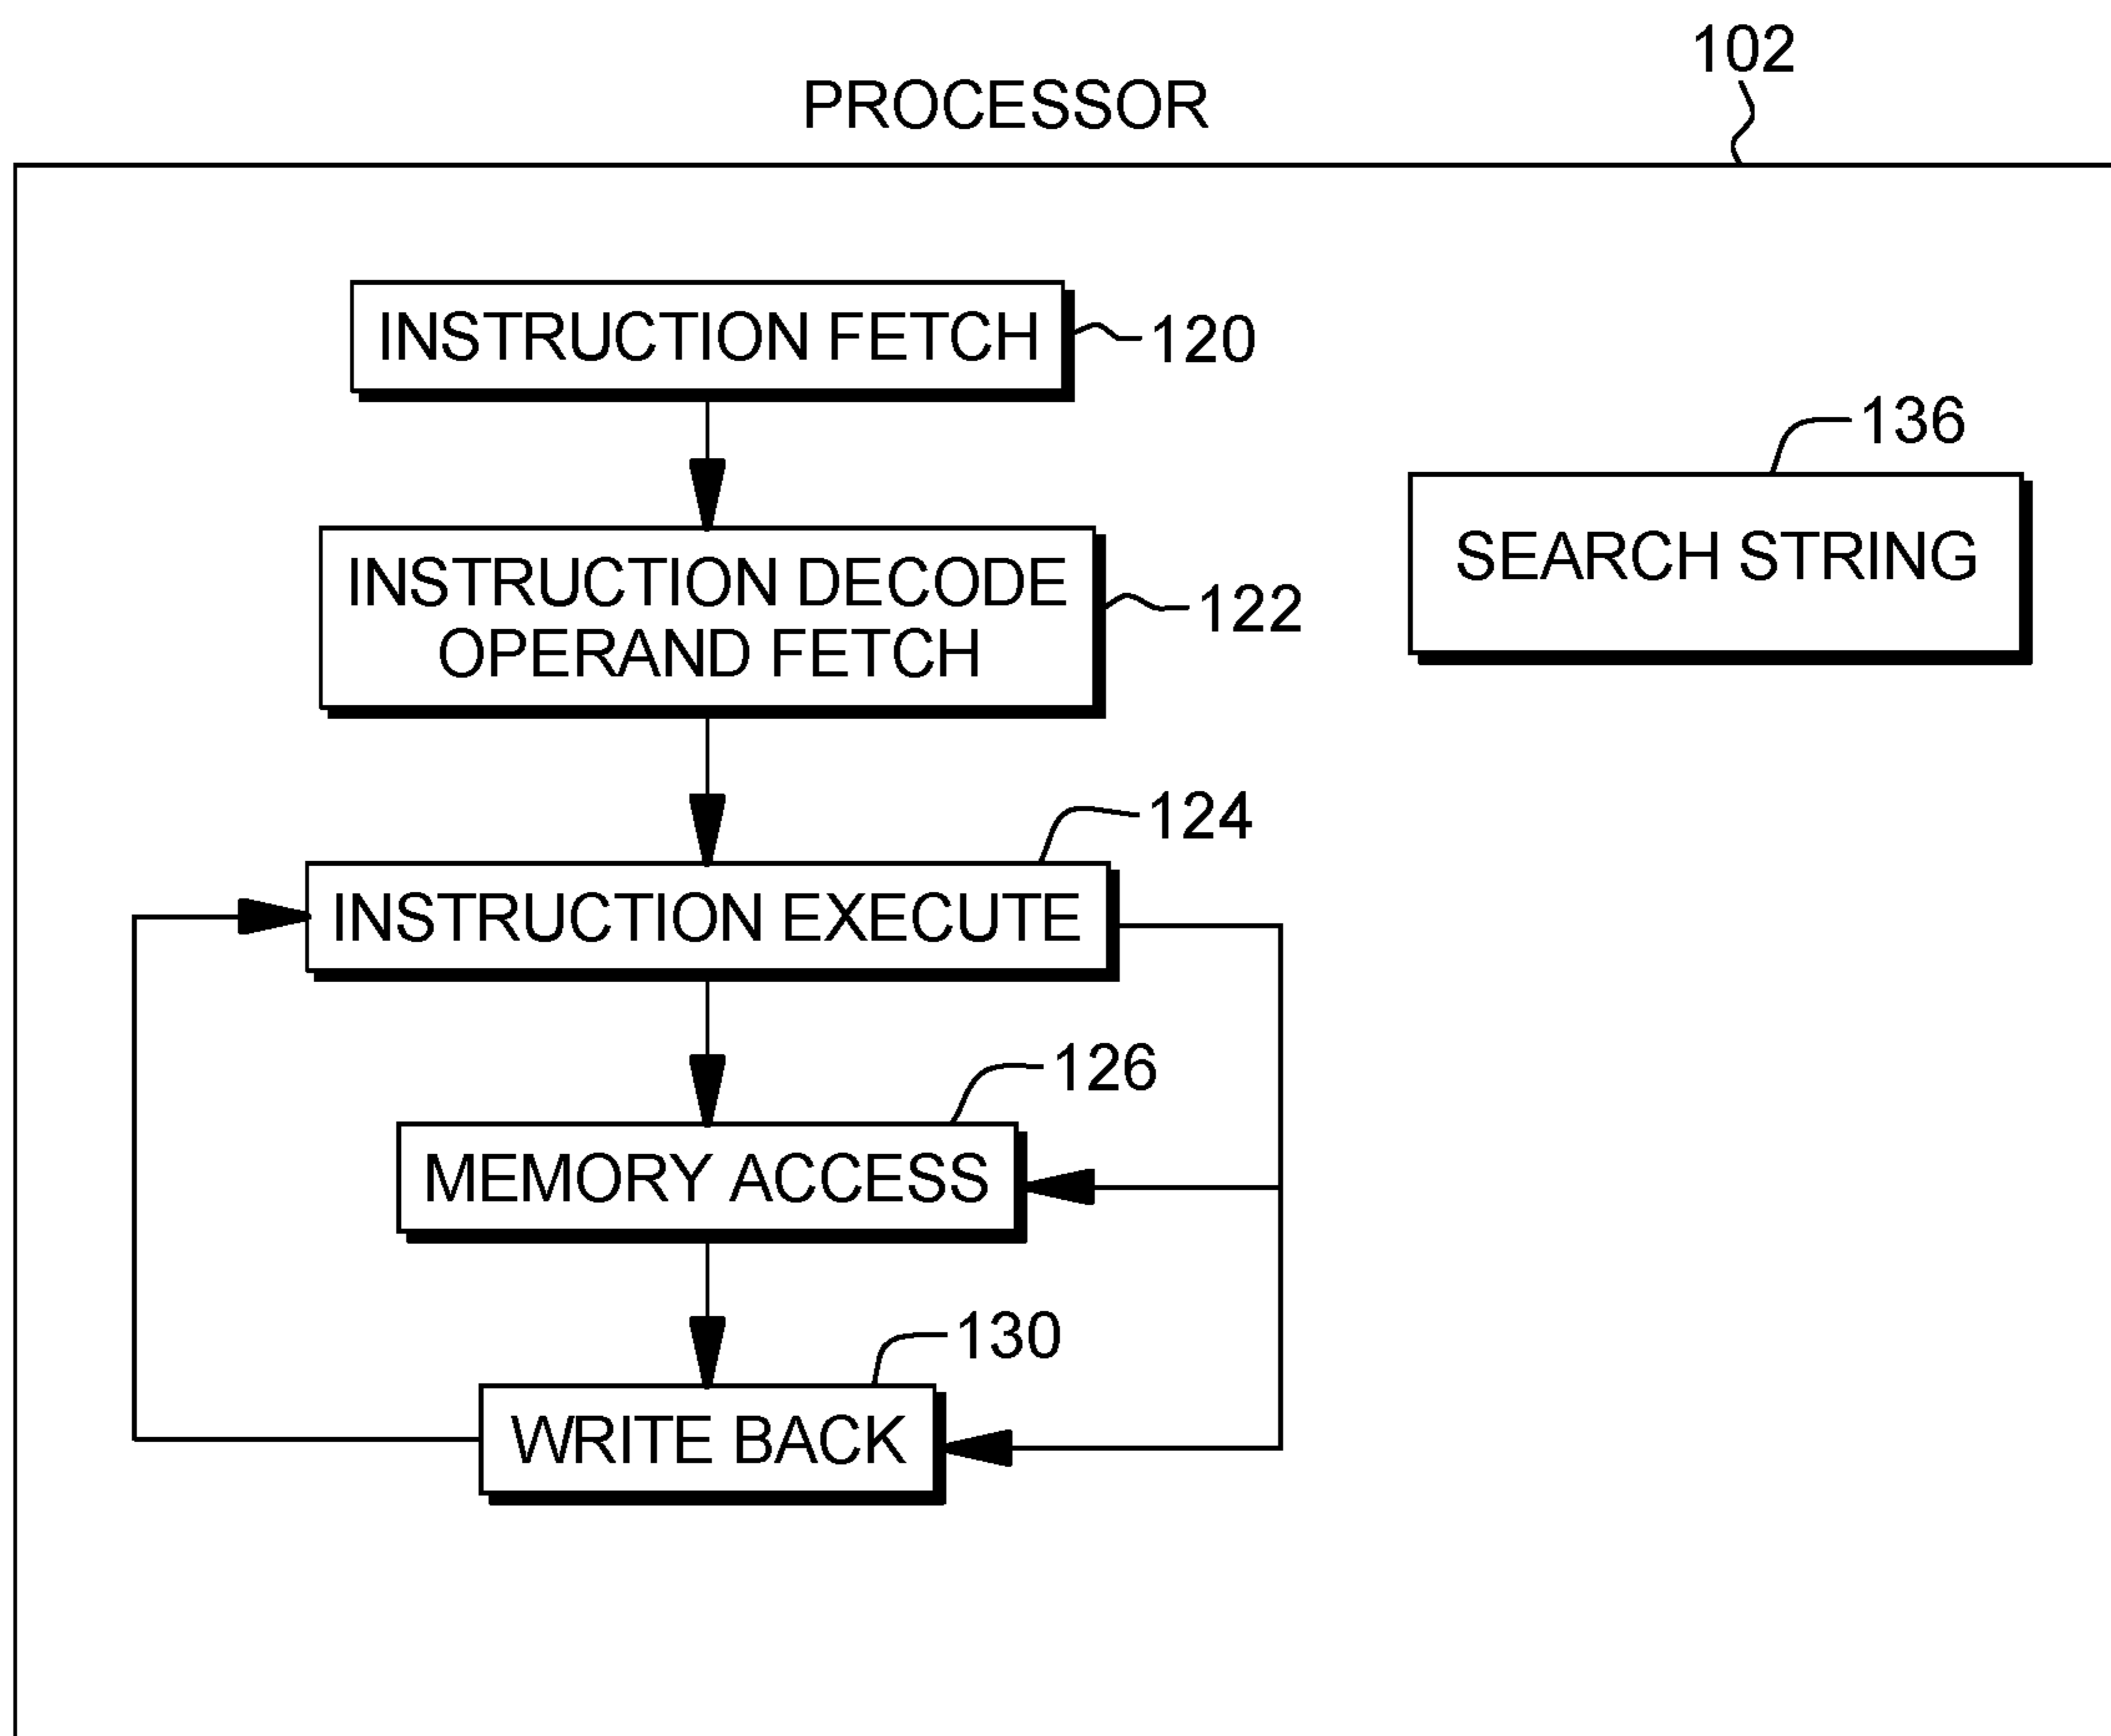 102
PROCESSOR
INSTRUCTION FETCH
120
136
SEARCH STRING
INSTRUCTION DECODE
OPERAND FETCH
122
124
INSTRUCTION EXECUTE
126
MEMORY ACCESS
130
WRITE BACK